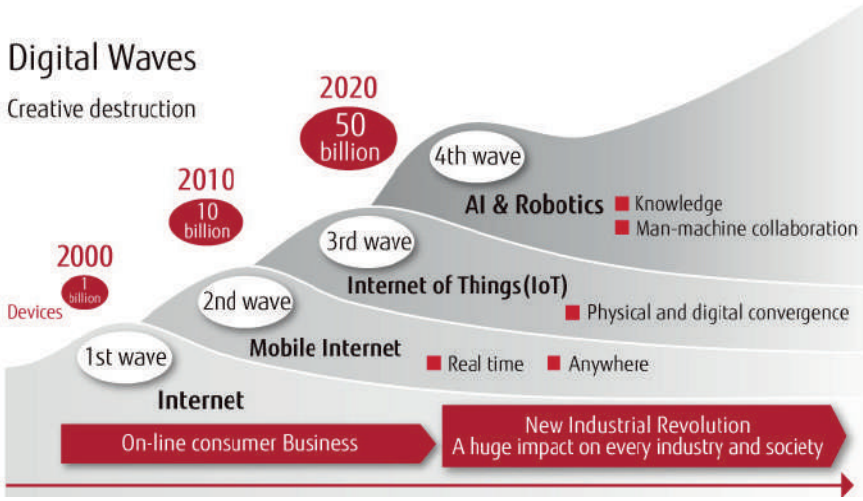 Digital Waves
Creative destruction
2020
50
billion
4th wave
2010
10
billion
AI & Robotics
Knowledge
Man-machine collaboration
3rd wave
2000
1
billion
Devices
Internet of Things(IoT)
Physical and digital convergence
2nd wave
Mobile Internet
Real time
Anywhere
1st wave
Internet
On-line consumer Business
New Industrial Revolution
A huge impact on every industry and society